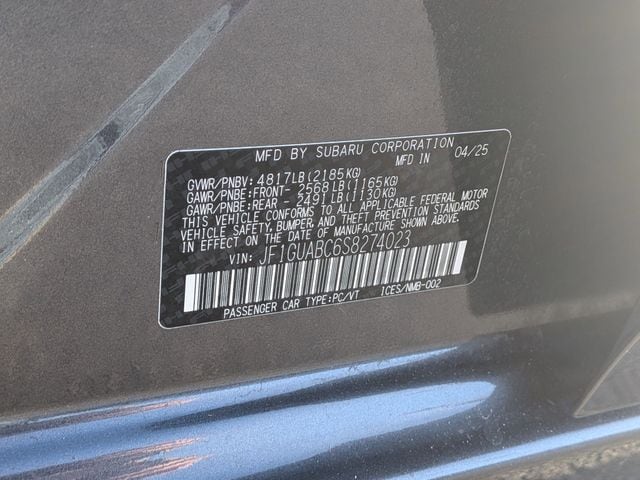 MFD BY SUBARU CORPORATION
MFD IN 04/25
GVWR/PNBV: 4817LB(2185KG)
GAWR/PNBE:FRONT- 2568LB(1165KG)
GAWR/PNBE:REAR - 2491LB(1130KG)
THIS VEHICLE CONFORMS TO ALL APPLICABLE FEDERAL MOTOR
VEHICLE SAFETY, BUMPER, AND THEFT PREVENTION STANDARDS
IN EFFECT ON THE DATE OF MANUFACTURE SHOWN ABOVE.
VIN: JF1GUABC6S8274023
PASSENGER CAR TYPE:PC/VT ICES/NMB-002